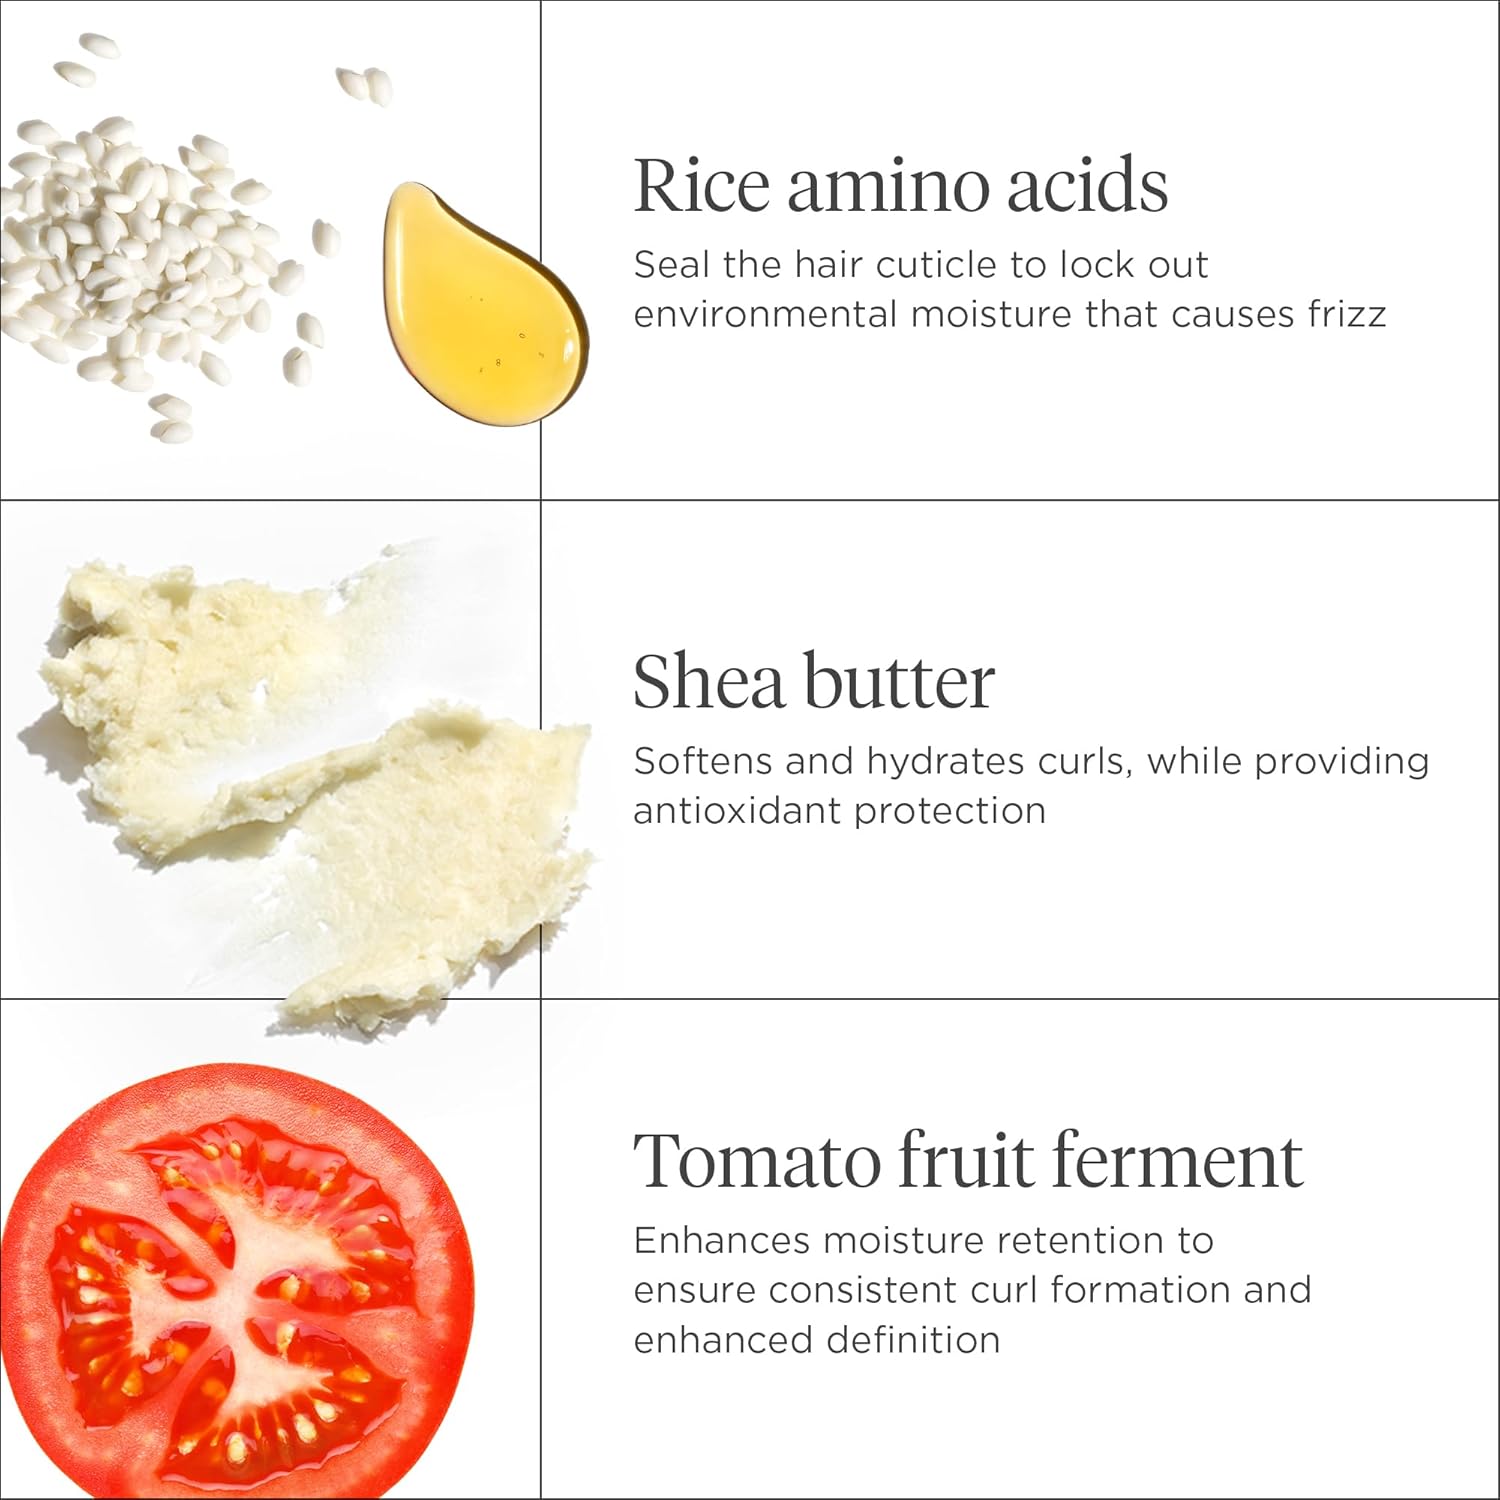 Rice amino acids
Seal the hair cuticle to lock out
environmental moisture that causes frizz
Shea butter
Softens and hydrates curls, while providing
antioxidant protection
Tomato fruit ferment
Enhances moisture retention to
ensure consistent curl formation and
enhanced definition